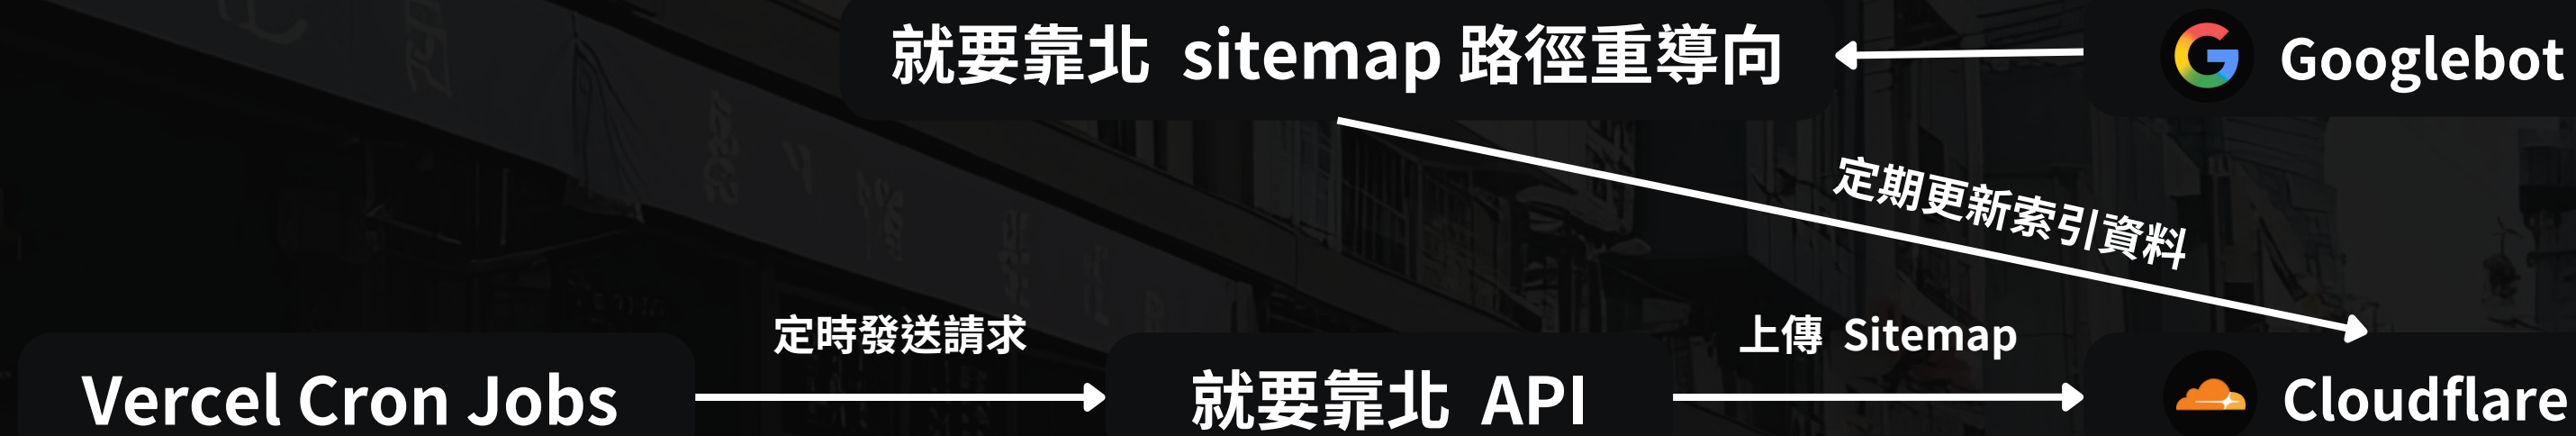 就要靠北 sitemap 路徑重導向
Googlebot
定期更新索引資料
定時發送請求
上傳 Sitemap
Vercel Cron Jobs
就要靠北 API
Cloudflare